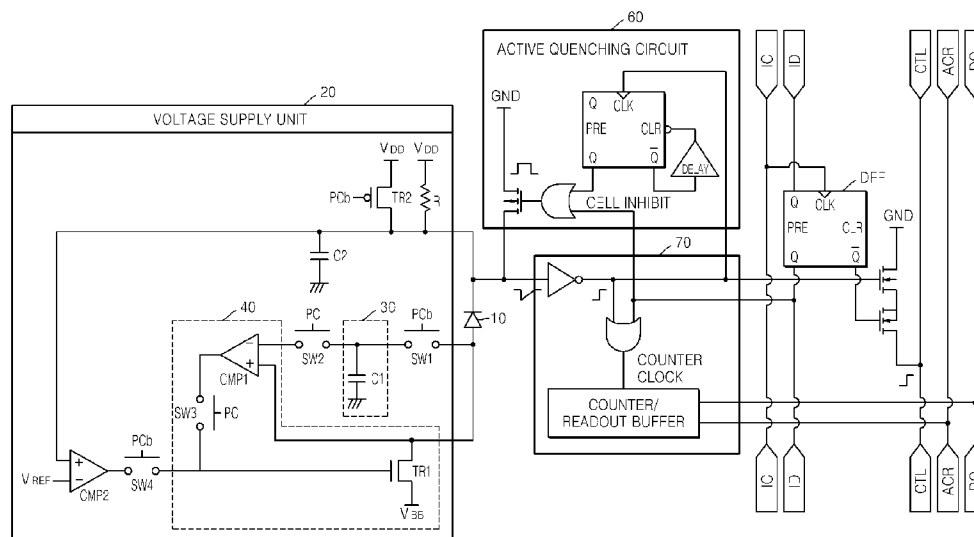 60
ACTIVE QUENCHING CIRCUIT
GND
Q
CLK
PRE
CLR
Q
Q
DELAY
CELL INHIBIT
20
VOLTAGE SUPPLY UNIT
VDD
VDD
PCb
TR2
R
C2
40
PC
30
PCb
10
SW2
SW1
CMP1
C1
SW3
PC
PCb
CMP2
SW4
VREF
TR1
VBB
70
COUNTER
CLOCK
COUNTER/
READOUT BUFFER
IC
ID
CTL
ACR
DFF
Q
CLK
PRE
CLR
Q
Q
GND
IC
ID
CTL
ACR